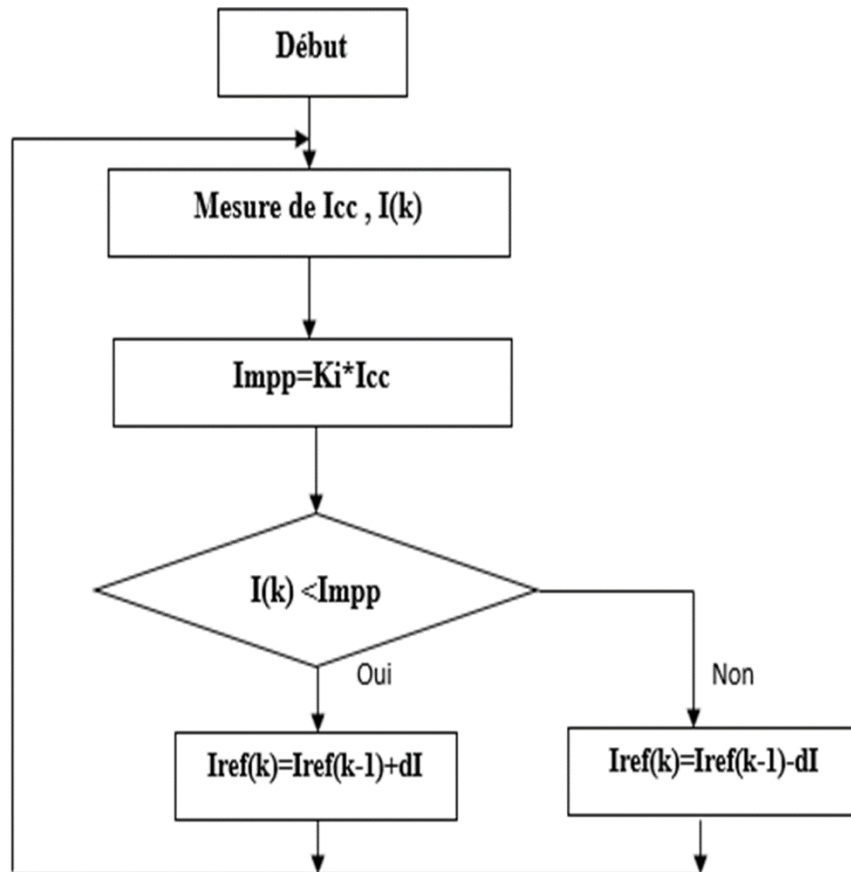 Début
Mesure de Icc , I(k)
Impp=Ki*Icc
I(k) <Impp
Oui
Non
Iref(k)=Iref(k-1)+dI
Iref(k)=Iref(k-1)-dI